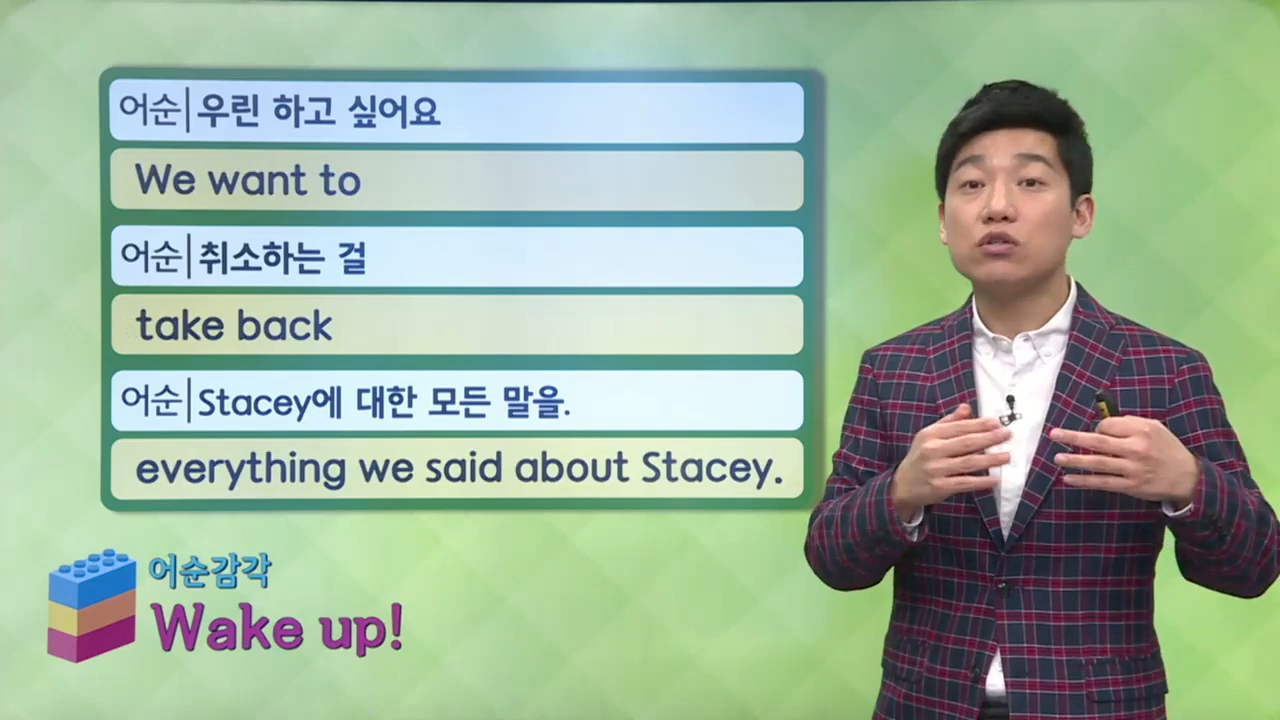 어순|우린 하고 싶어요
We want to
어순|취소하는 걸
take back
어순|Stacey에 대한 모든 말을.
everything we said about Stacey.
어순감각
Wake up!